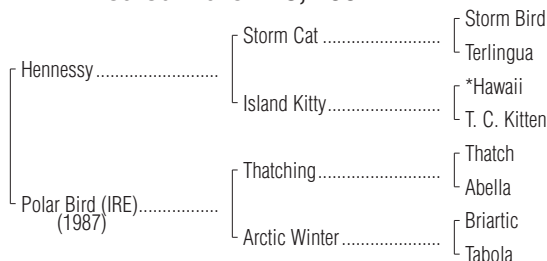 Storm Bird
Storm Cat ........................
Terlingua
Hennessy .................................
*Hawaii
Island Kitty ..............................
T. C. Kitten
Thatch
Thatching ................................
Abella
Polar Bird (IRE) .....................
(1987)
Briartic
Arctic Winter ..........................
Tabola